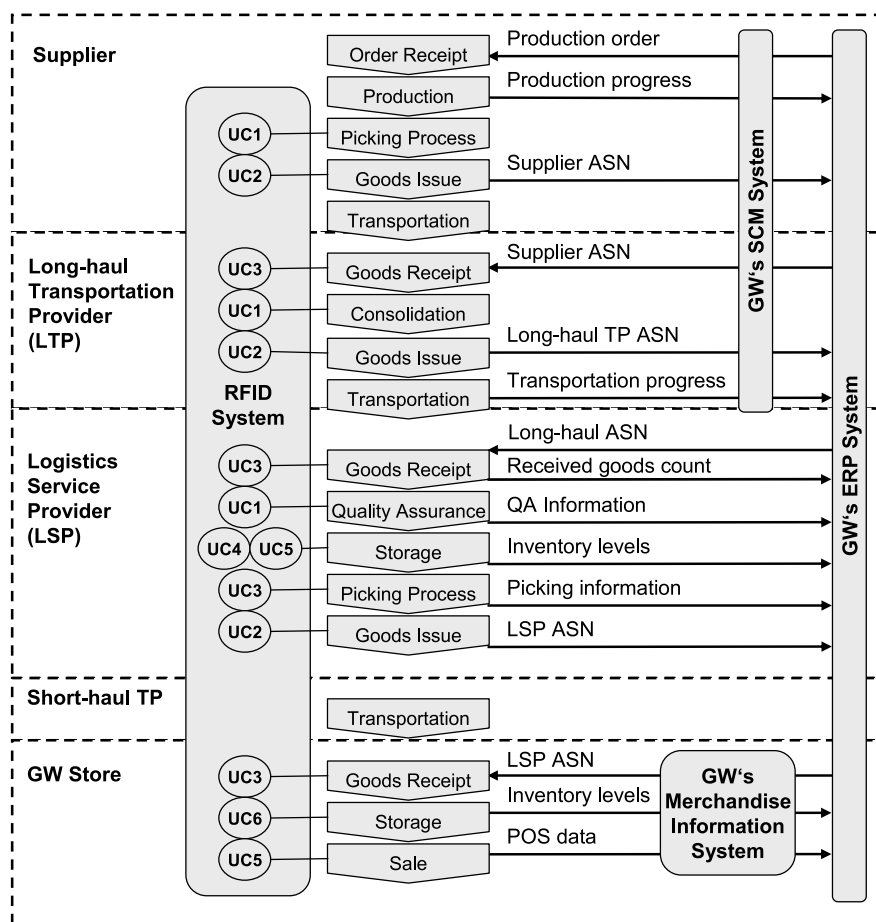 Supplier
Order Receipt
Production order
Production
Production progress
UC1
Picking Process
UC2
Goods Issue
Supplier ASN
Transportation
GW‘s SCM System
GW‘s ERP System
Long-haul
Transportation
Provider
(LTP)
UC3
Goods Receipt
Supplier ASN
UC1
Consolidation
UC2
Goods Issue
Long-haul TP ASN
RFID
System
Transportation
Transportation progress
Logistics
Service
Provider
(LSP)
Long-haul ASN
UC3
Goods Receipt
Received goods count
UC1
Quality Assurance
QA Information
UC4
UC5
Storage
Inventory levels
UC3
Picking Process
Picking information
UC2
Goods Issue
LSP ASN
Short-haul TP
Transportation
GW Store
UC3
Goods Receipt
LSP ASN
UC6
Storage
Inventory levels
UC5
Sale
POS data
GW‘s
Merchandise
Information
System